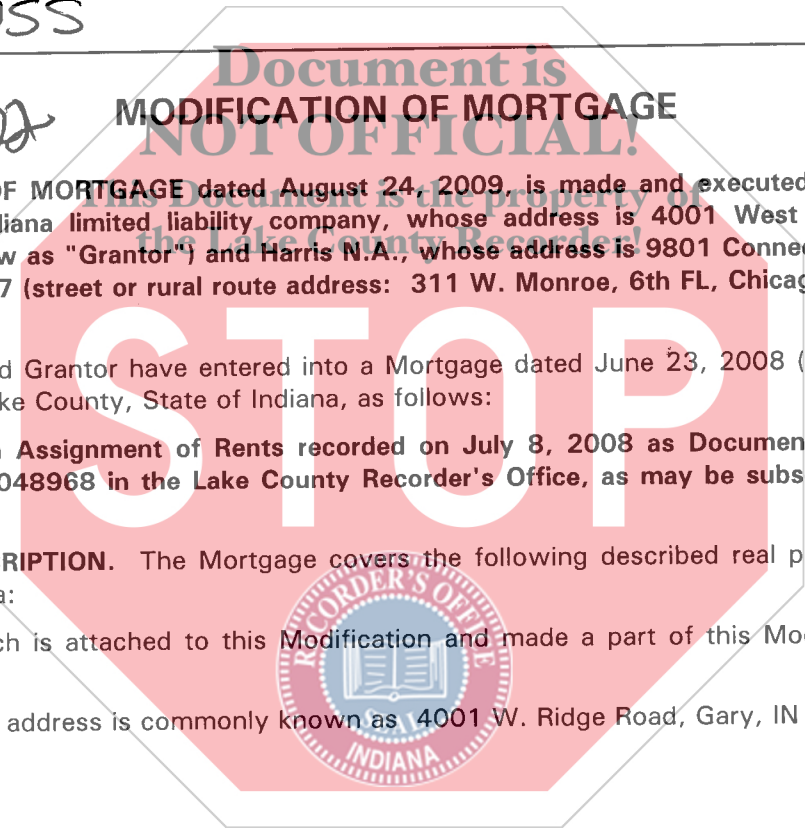 Document is
MODIFICATION OF MORTGAGE
NOT OFFICIAL!
OF MORTGAGE dated August 24, 2009, is made and executed
This Document is the property of
diana limited liability company, whose address is 4001 West
the Lake County Recorder!
w as "Grantor") and Harris N.A., whose address is 9801 Connec
7 (street or rural route address: 311 W. Monroe, 6th FL, Chicag
STOP
d Grantor have entered into a Mortgage dated June 23, 2008 (
ke County, State of Indiana, as follows:
Assignment of Rents recorded on July 8, 2008 as Document
048968 in the Lake County Recorder's Office, as may be subs
RIPTION. The Mortgage covers the following described real p
a:
ch is attached to this Modification and made a part of this Mod
address is commonly known as 4001 W. Ridge Road, Gary, IN
RECORDER'S OFFICE
SEAL
INDIANA